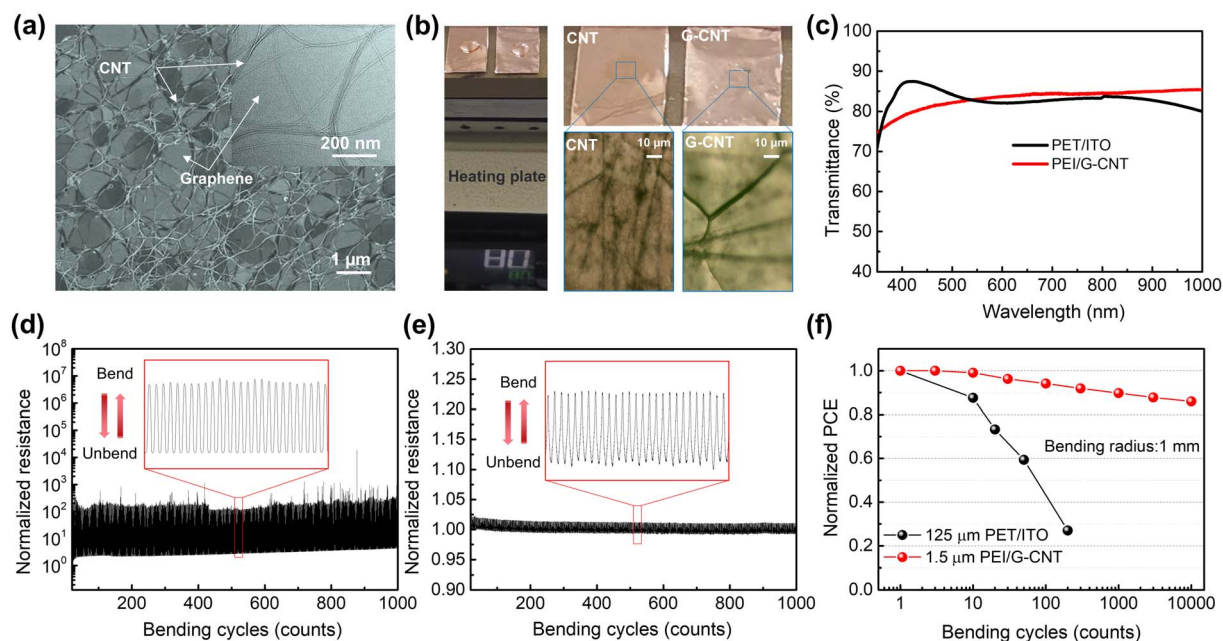 (a)
CNT
Graphene
200 nm
1 μm
(b)
Heating plate
80
80
CNT
G-CNT
CNT
10 μm
G-CNT
10 μm
(c)
Transmittance (%)
100
90
80
70
60
50
40
PET/ITO
PEI/G-CNT
400 500 600 700 800 900 1000
Wavelength (nm)
(d)
Normalized resistance
10⁸
10⁷
10⁶
10⁵
10⁴
10³
10²
10¹
10⁰
Bend
Unbend
200 400 600 800 1000
Bending cycles (counts)
(e)
Normalized resistance
1.30
1.25
1.20
1.15
1.10
1.05
1.00
0.95
0.90
Bend
Unbend
200 400 600 800 1000
Bending cycles (counts)
(f)
Normalized PCE
1.0
0.8
0.6
0.4
0.2
Bending radius:1 mm
125 μm PET/ITO
1.5 μm PEI/G-CNT
1 10 100 1000 10000
Bending cycles (counts)